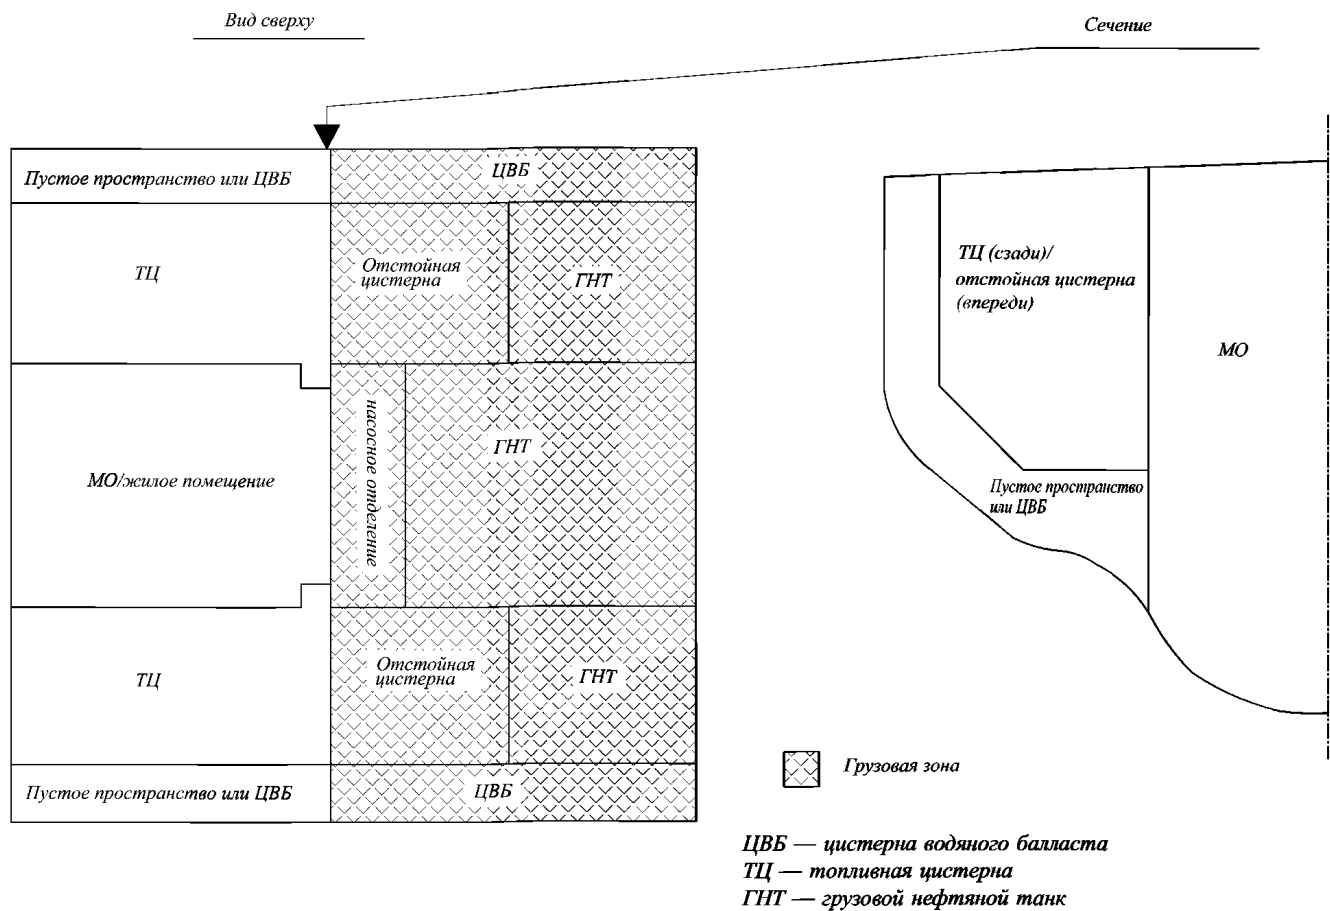 Вид сверху
Сечение
Пустое пространство или ЦВБ
ЦВБ
ТЦ
Отстойная
цистерна
ГНТ
МО/жилое помещение
насосное отделение
ГНТ
ТЦ
Отстойная
цистерна
ГНТ
Пустое пространство или ЦВБ
ЦВБ
ТЦ (сзади)/
отстойная цистерна
(впереди)
МО
Пустое пространство
или ЦВБ
Грузовая зона
ЦВБ — цистерна водяного балласта
ТЦ — топливная цистерна
ГНТ — грузовой нефтяной танк